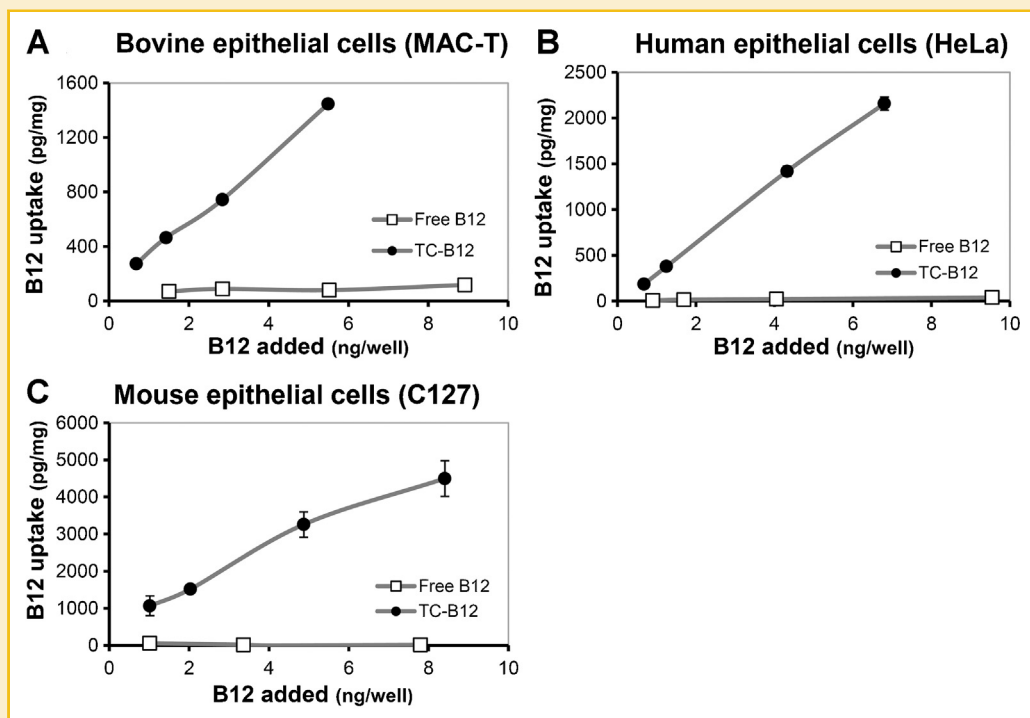 A Bovine epithelial cells (MAC-T)
1600
1200
800
400
0
B12 uptake (pg/mg)
Free B12
TC-B12
0 2 4 6 8 10
B12 added (ng/well)
B Human epithelial cells (HeLa)
2500
2000
1500
1000
500
0
B12 uptake (pg/mg)
Free B12
TC-B12
0 2 4 6 8 10
B12 added (ng/well)
C Mouse epithelial cells (C127)
6000
5000
4000
3000
2000
1000
0
B12 uptake (pg/mg)
Free B12
TC-B12
0 2 4 6 8 10
B12 added (ng/well)